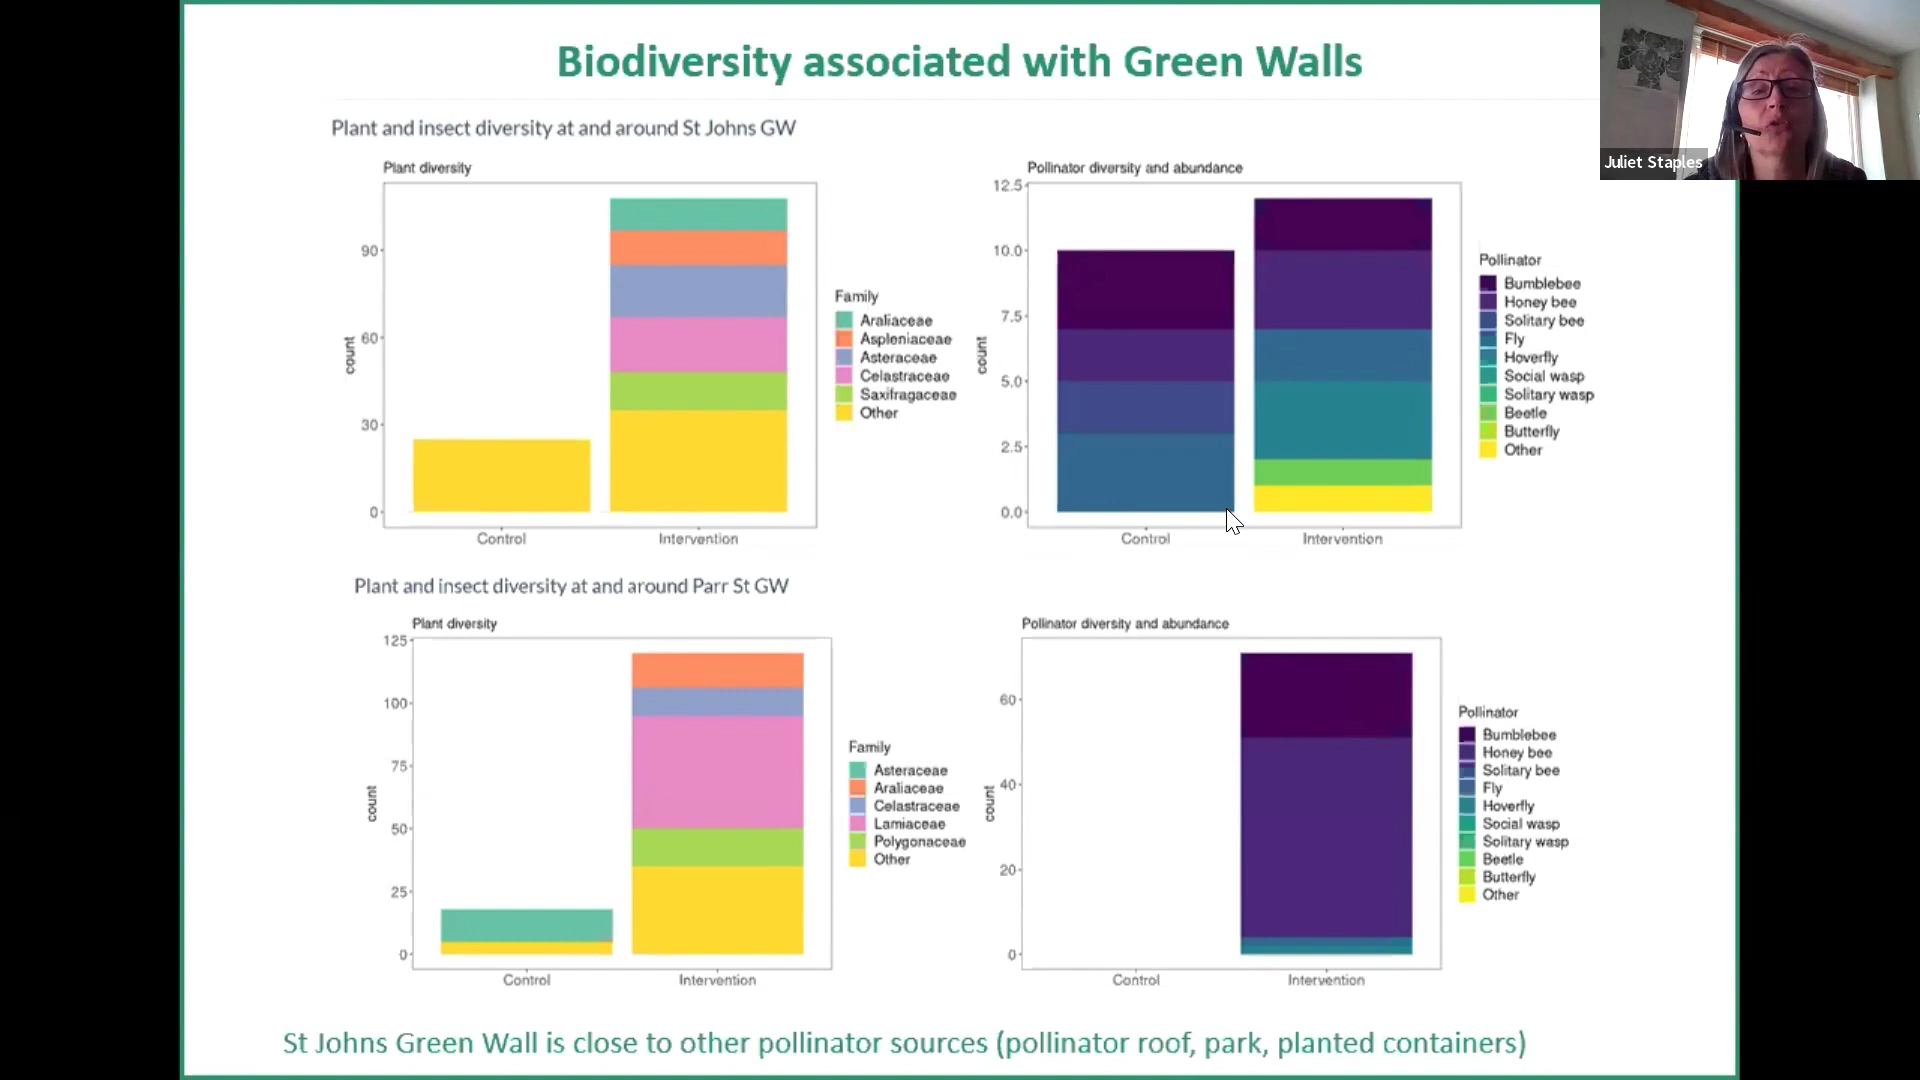 Biodiversity associated with Green Walls
Juliet Staples
Plant and insect diversity at and around St Johns GW
Plant diversity
count
90
60
30
0
Control
Intervention
Family
Araliaceae
Aspleniaceae
Asteraceae
Celastraceae
Saxifragaceae
Other
Pollinator diversity and abundance
count
12.5
10.0
7.5
5.0
2.5
0.0
Control
Intervention
Pollinator
Bumblebee
Honey bee
Solitary bee
Fly
Hoverfly
Social wasp
Solitary wasp
Beetle
Butterfly
Other
Plant and insect diversity at and around Parr St GW
Plant diversity
count
125
100
75
50
25
0
Control
Intervention
Family
Asteraceae
Araliaceae
Celastraceae
Lamiaceae
Polygonaceae
Other
Pollinator diversity and abundance
count
60
40
20
0
Control
Intervention
Pollinator
Bumblebee
Honey bee
Solitary bee
Fly
Hoverfly
Social wasp
Solitary wasp
Beetle
Butterfly
Other
St Johns Green Wall is close to other pollinator sources (pollinator roof, park, planted containers)